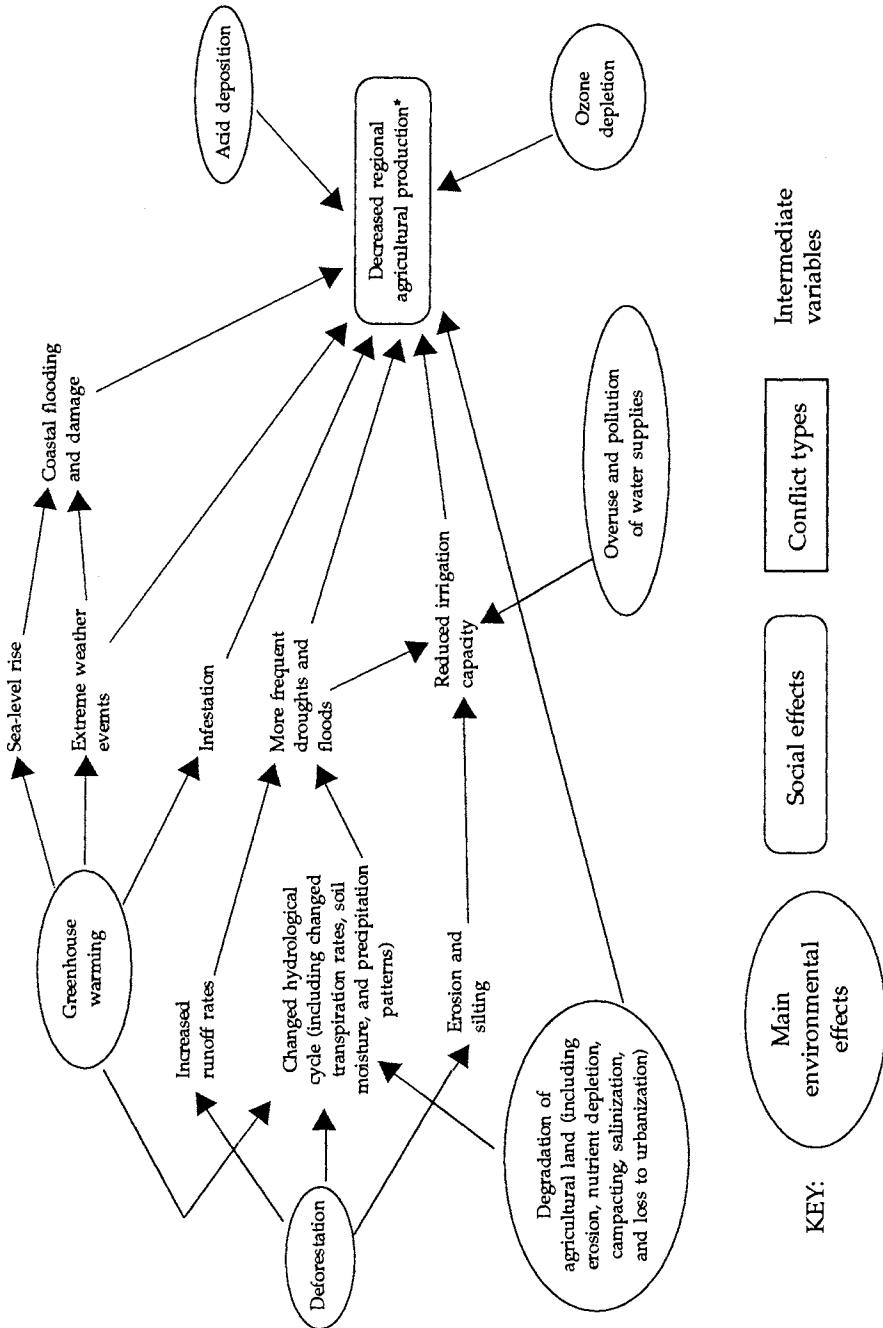 Acid deposition
Sea-level rise
Coastal flooding
and damage
Greenhouse
warming
Extreme weather
events
Decreased regional
agricultural production*
Infestation
Increased
runoff rates
More frequent
droughts and
floods
Ozone
depletion
Changed hydrological
cycle (including changed
transpiration rates, soil
moisture, and precipitation
patterns)
Deforestation
Reduced irrigation
capacity
Erosion and
silting
Overuse and pollution
of water supplies
Degradation of
agricultural land (including
erosion, nutrient depletion,
campacting, salinization,
and loss to urbanization)
KEY:
Main
environmental
effects
Social effects
Conflict types
Intermediate
variables